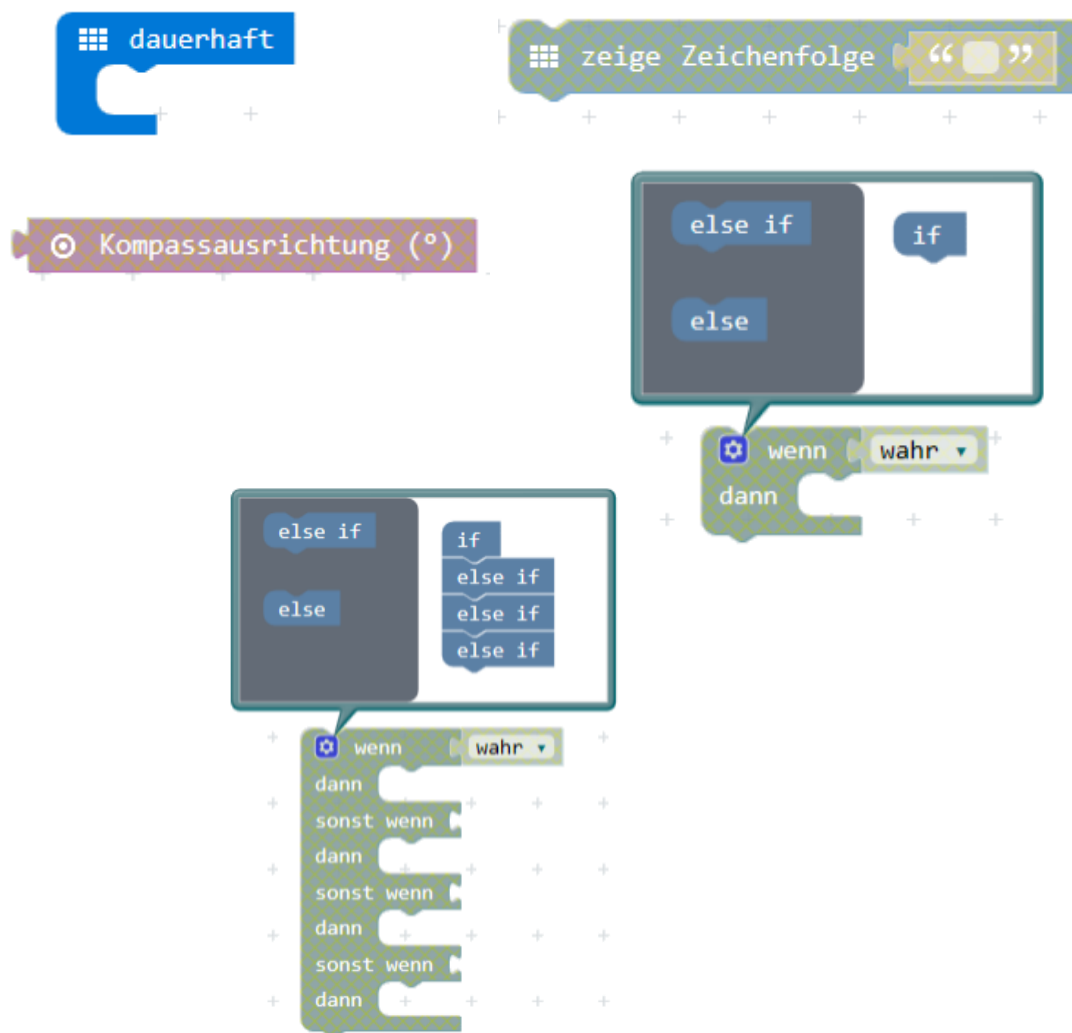 dauerhaft
zeige Zeichenfolge “ ”
Kompassausrichtung (°)
else if
if
else
wenn wahr
dann
else if
if
else if
else
else if
else if
wenn wahr
dann
sonst wenn
dann
sonst wenn
dann
sonst wenn
dann